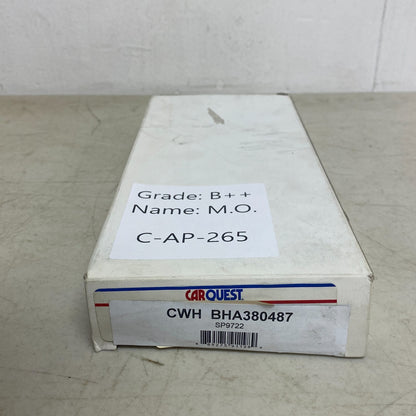 Grade: B++
Name: M.O.
C-AP-265
CARQUEST
CWH BHA380487
SP9722